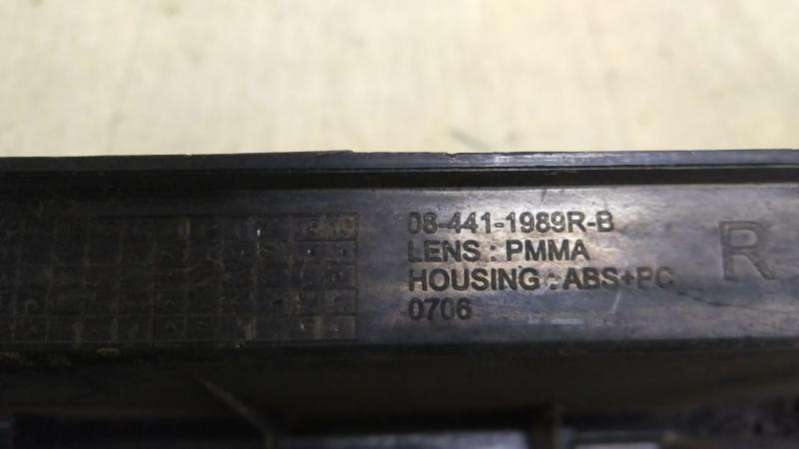 08-441-1989R-B
LENS : PMMA
HOUSING : ABS+PC
0706
R